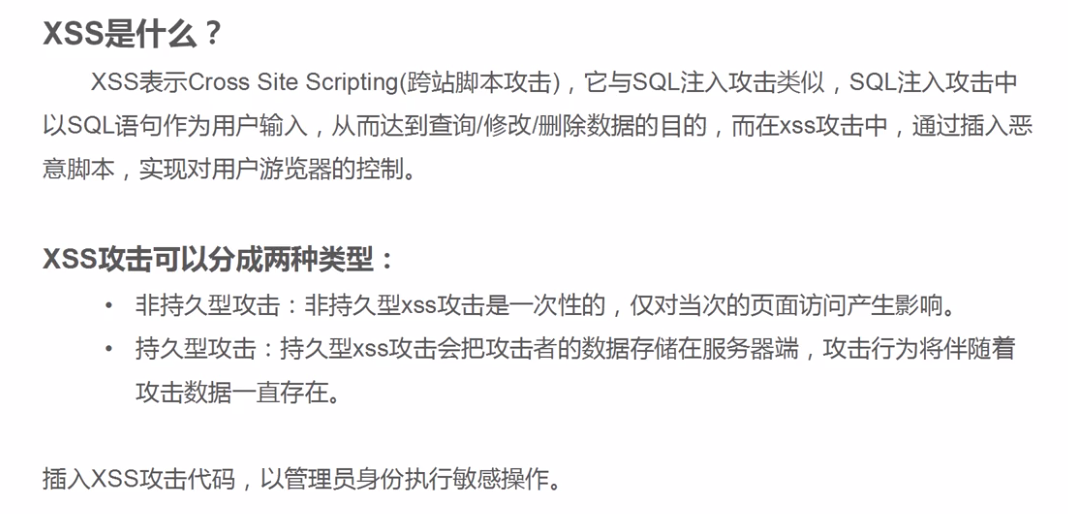 XSS是什么？
XSS表示Cross Site Scripting(跨站脚本攻击)，它与SQL注入攻击类似，SQL注入攻击中
以SQL语句作为用户输入，从而达到查询/修改/删除数据的目的，而在xss攻击中，通过插入恶
意脚本，实现对用户游览器的控制。
XSS攻击可以分成两种类型：
• 非持久型攻击：非持久型xss攻击是一次性的，仅对当次的页面访问产生影响。
• 持久型攻击：持久型xss攻击会把攻击者的数据存储在服务器端，攻击行为将伴随着
攻击数据一直存在。
插入XSS攻击代码，以管理员身份执行敏感操作。